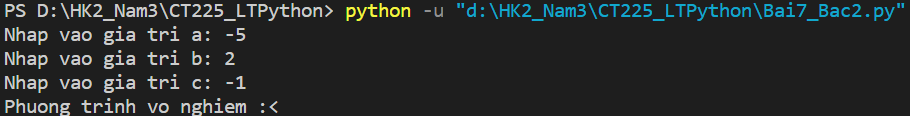 PS D:\HK2_Nam3\CT225_LTPython> python -u "d:\HK2_Nam3\CT225_LTPython\Bai7_Bac2.py"
Nhap vao gia tri a: -5
Nhap vao gia tri b: 2
Nhap vao gia tri c: -1
Phuong trinh vo nghiem :<